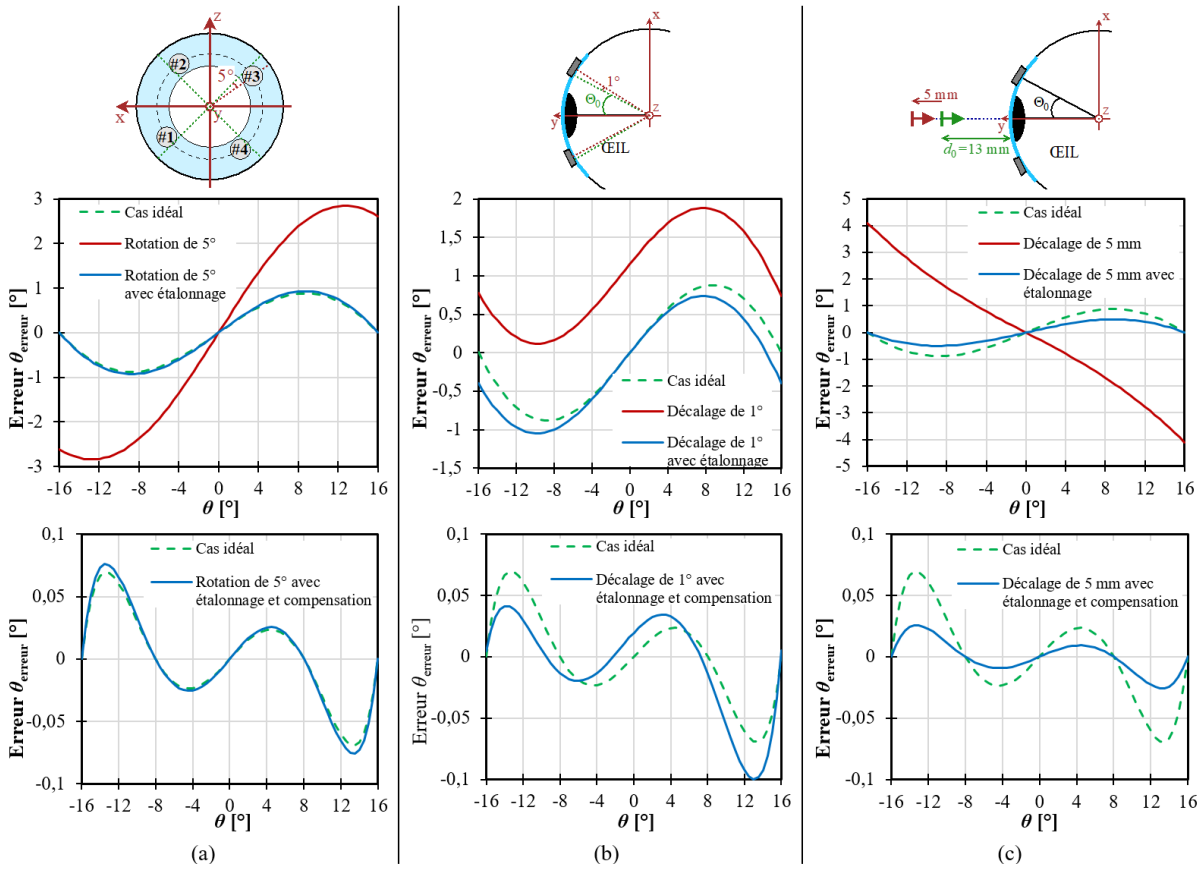 z
#2
#3
5°
x
y
#1
#4
3
2
1
0
-1
-2
-3
Erreur θerreur [°]
Cas idéal
Rotation de 5°
Rotation de 5°
avec étalonnage
-16 -12 -8 -4 0 4 8 12 16
θ [°]
0,1
0,05
0
-0,05
-0,1
Erreur θerreur [°]
Cas idéal
Rotation de 5° avec
étalonnage et compensation
-16 -12 -8 -4 0 4 8 12 16
θ [°]
(a)
x
1°
Θ0
z
y
ŒIL
2
1,5
1
0,5
0
-0,5
-1
-1,5
Erreur θerreur [°]
Cas idéal
Décalage de 1°
Décalage de 1°
avec étalonnage
-16 -12 -8 -4 0 4 8 12 16
θ [°]
0,1
0,05
0
-0,05
-0,1
Erreur θerreur [°]
Cas idéal
Décalage de 1° avec
étalonnage et compensation
-16 -12 -8 -4 0 4 8 12 16
θ [°]
(b)
x
5 mm
Θ0
z
y
d0=13 mm
ŒIL
5
4
3
2
1
0
-1
-2
-3
-4
-5
Erreur θerreur [°]
Cas idéal
Décalage de 5 mm
Décalage de 5 mm avec
étalonnage
-16 -12 -8 -4 0 4 8 12 16
θ [°]
0,1
0,05
0
-0,05
-0,1
Erreur θerreur [°]
Cas idéal
Décalage de 5 mm avec
étalonnage et compensation
-16 -12 -8 -4 0 4 8 12 16
θ [°]
(c)